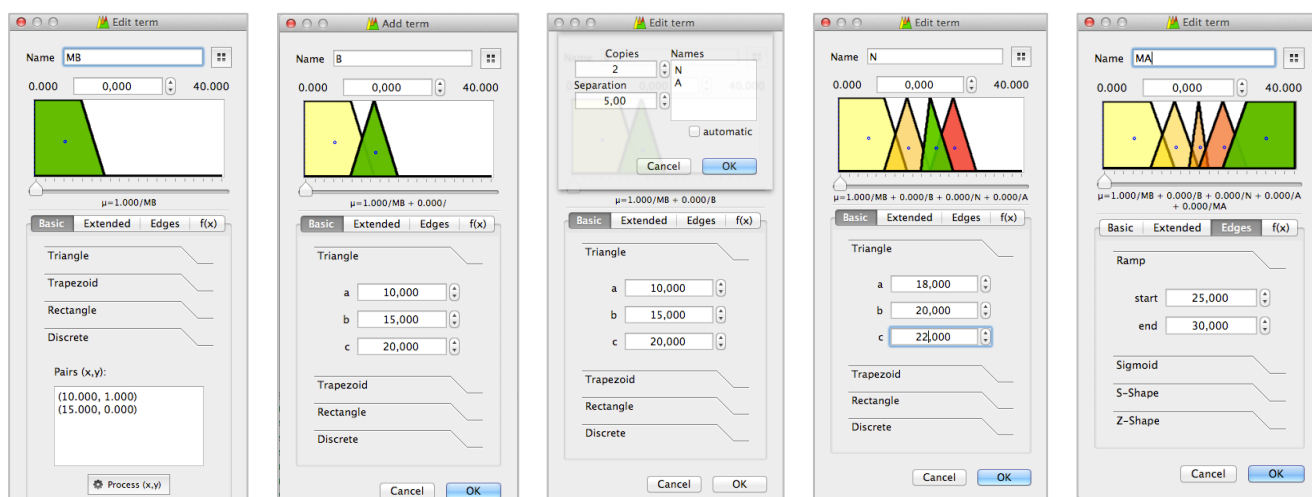 Edit term
Name MB
0.000 0,000 40.000
μ=1.000/MB
Basic Extended Edges f(x)
Triangle
Trapezoid
Rectangle
Discrete
Pairs (x,y):
(10.000, 1.000)
(15.000, 0.000)
Process (x,y)
Add term
Name B
0.000 0,000 40.000
μ=1.000/MB + 0.000/
Basic Extended Edges f(x)
Triangle
a 10,000
b 15,000
c 20,000
Trapezoid
Rectangle
Discrete
Cancel OK
Edit term
Copies Names
2 N
Separation A
5,00
automatic
Cancel OK
μ=1.000/MB + 0.000/B
Basic Extended Edges f(x)
Triangle
a 10,000
b 15,000
c 20,000
Trapezoid
Rectangle
Discrete
Cancel OK
Edit term
Name N
0.000 0,000 40.000
μ=1.000/MB + 0.000/B + 0.000/N + 0.000/A
Basic Extended Edges f(x)
Triangle
a 18,000
b 20,000
c 22,000
Trapezoid
Rectangle
Discrete
Cancel OK
Edit term
Name MA
0.000 0,000 40.000
μ=1.000/MB + 0.000/B + 0.000/N + 0.000/A
+ 0.000/MA
Basic Extended Edges f(x)
Ramp
start 25,000
end 30,000
Sigmoid
S-Shape
Z-Shape
Cancel OK